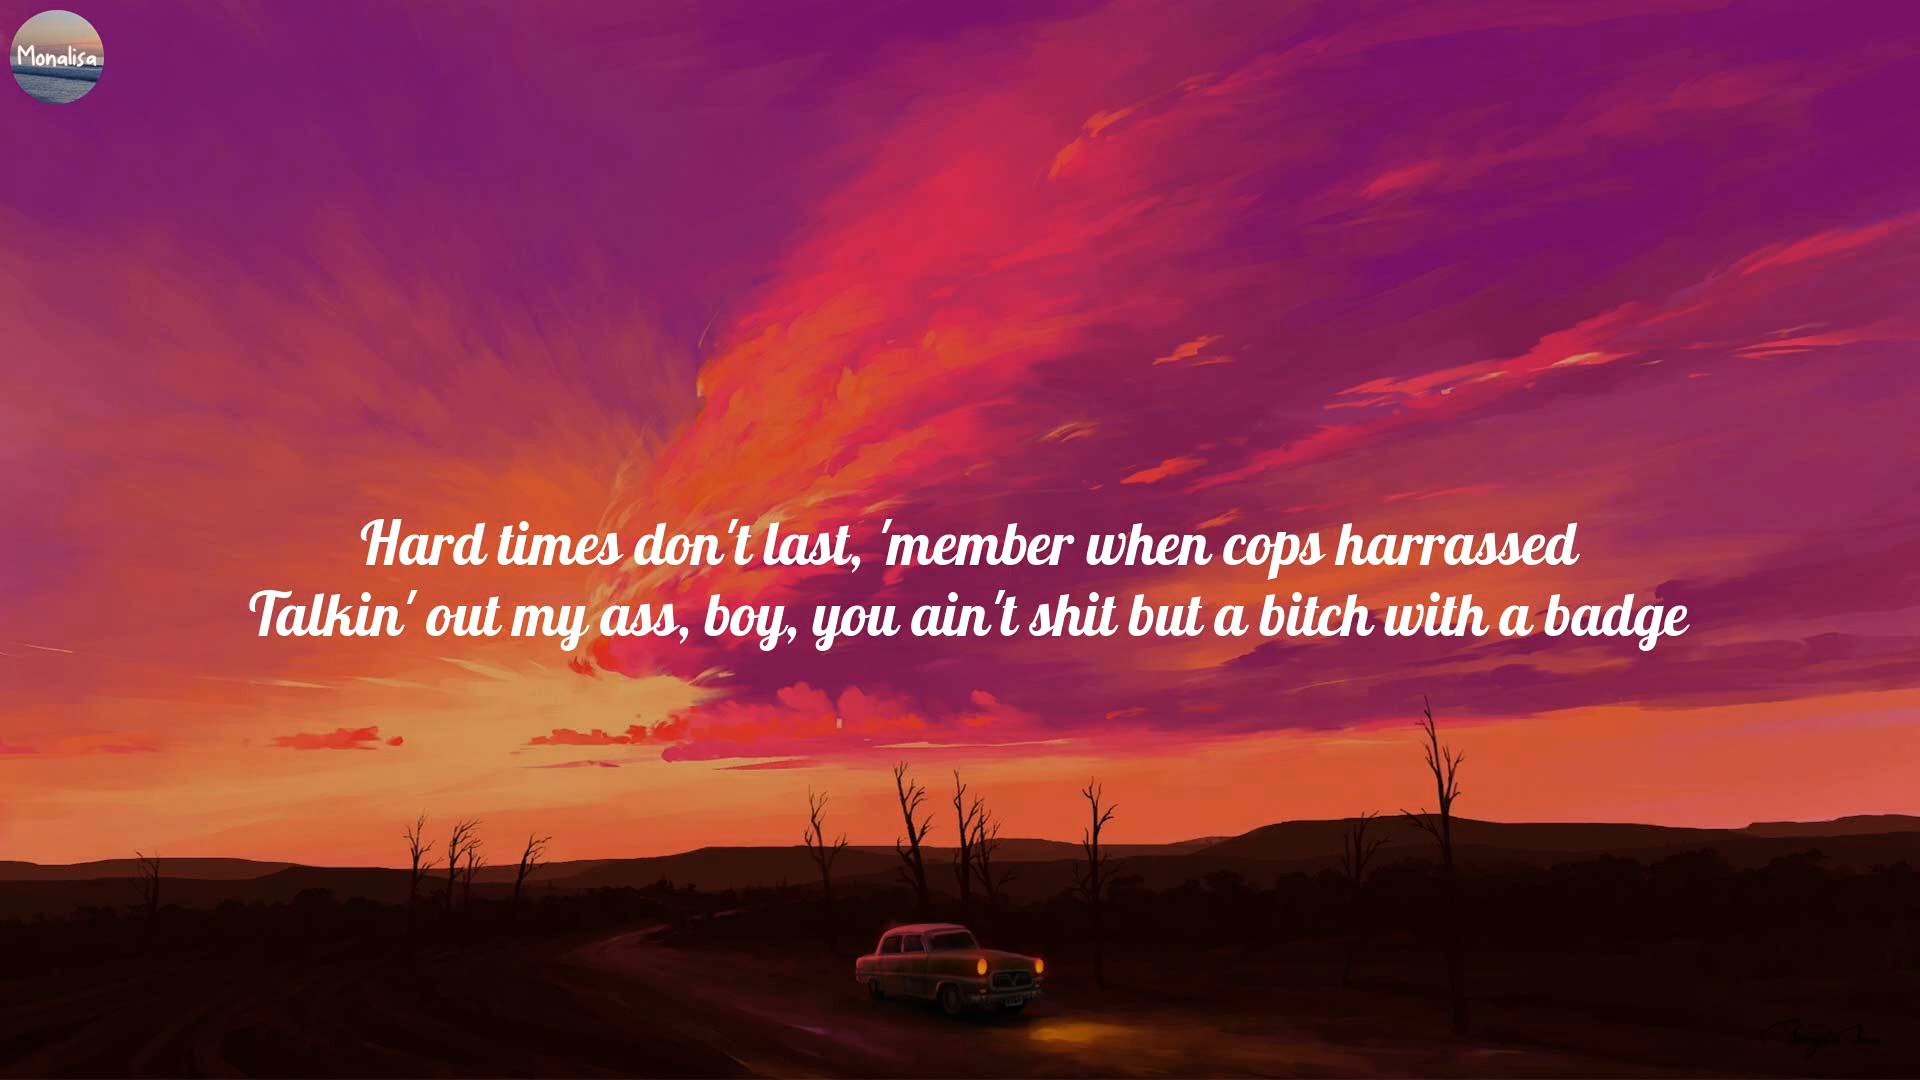 Monalisa
Hard times don't last, 'member when cops harrassed
Talkin' out my ass, boy, you ain't shit but a bitch with a badge